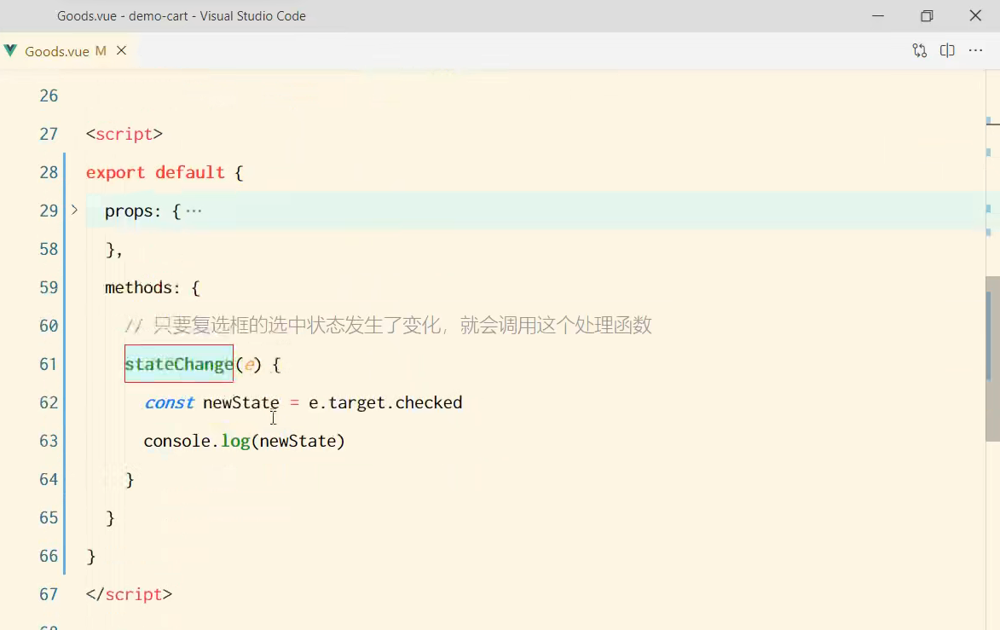 Goods.vue - demo-cart - Visual Studio Code
Goods.vue M
26
27 <script>
28 export default {
29 props: { ···
58 },
59 methods: {
60 // 只要复选框的选中状态发生了变化，就会调用这个处理函数
61 stateChange(e) {
62 const newState = e.target.checked
63 console.log(newState)
64 }
65 }
66 }
67 </script>